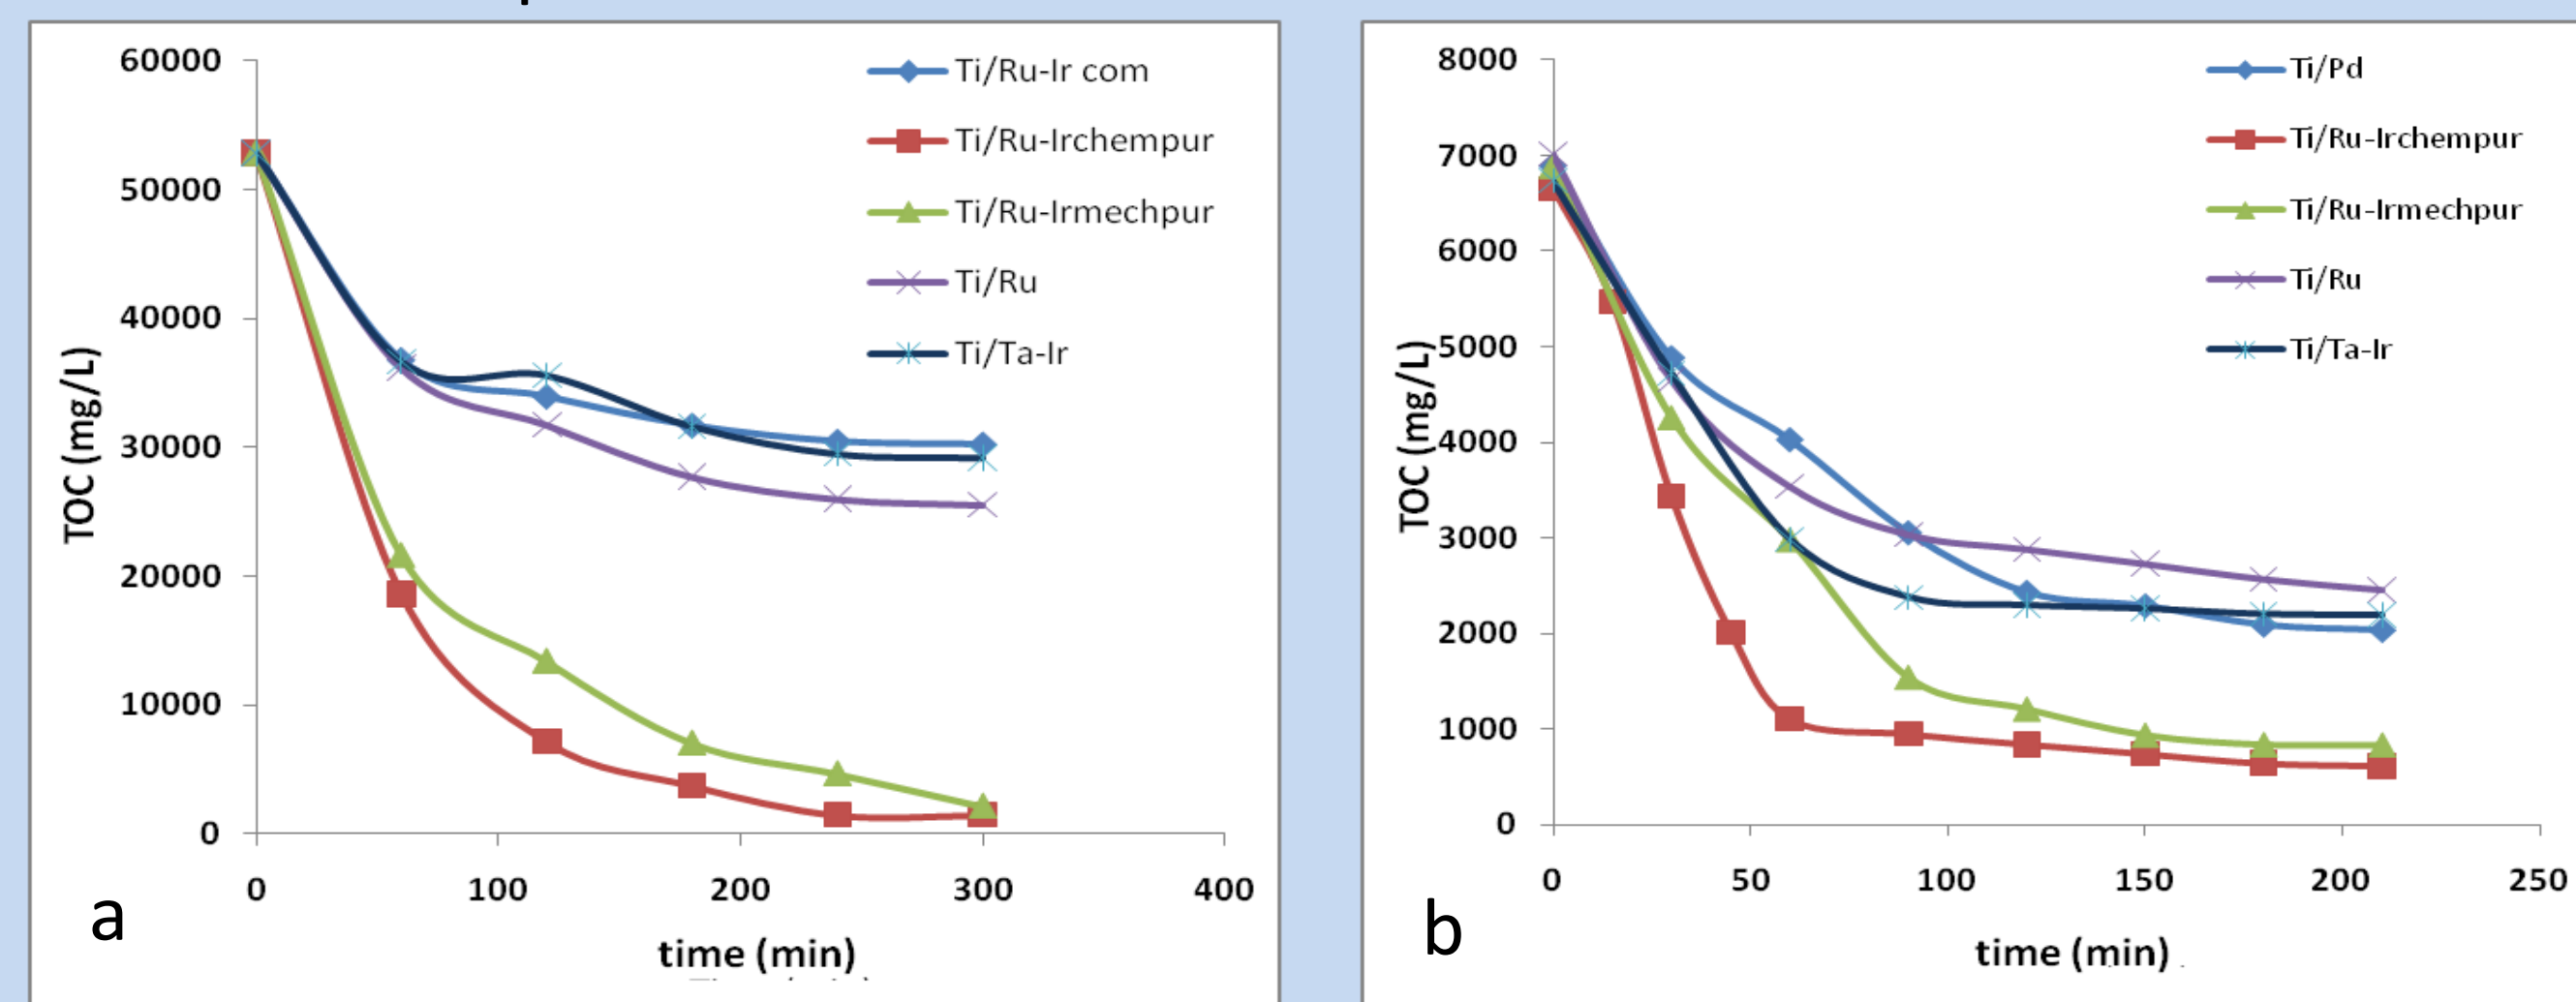 60000
50000
40000
30000
20000
10000
0
TOC (mg/L)
0 100 200 300 400
time (min)
Ti/Ru-Ir com
Ti/Ru-Irchempur
Ti/Ru-Irmechpur
Ti/Ru
Ti/Ta-Ir
a
8000
7000
6000
5000
4000
3000
2000
1000
0
TOC (mg/L)
0 50 100 150 200 250
time (min)
Ti/Pd
Ti/Ru-Irchempur
Ti/Ru-Irmechpur
Ti/Ru
Ti/Ta-Ir
b